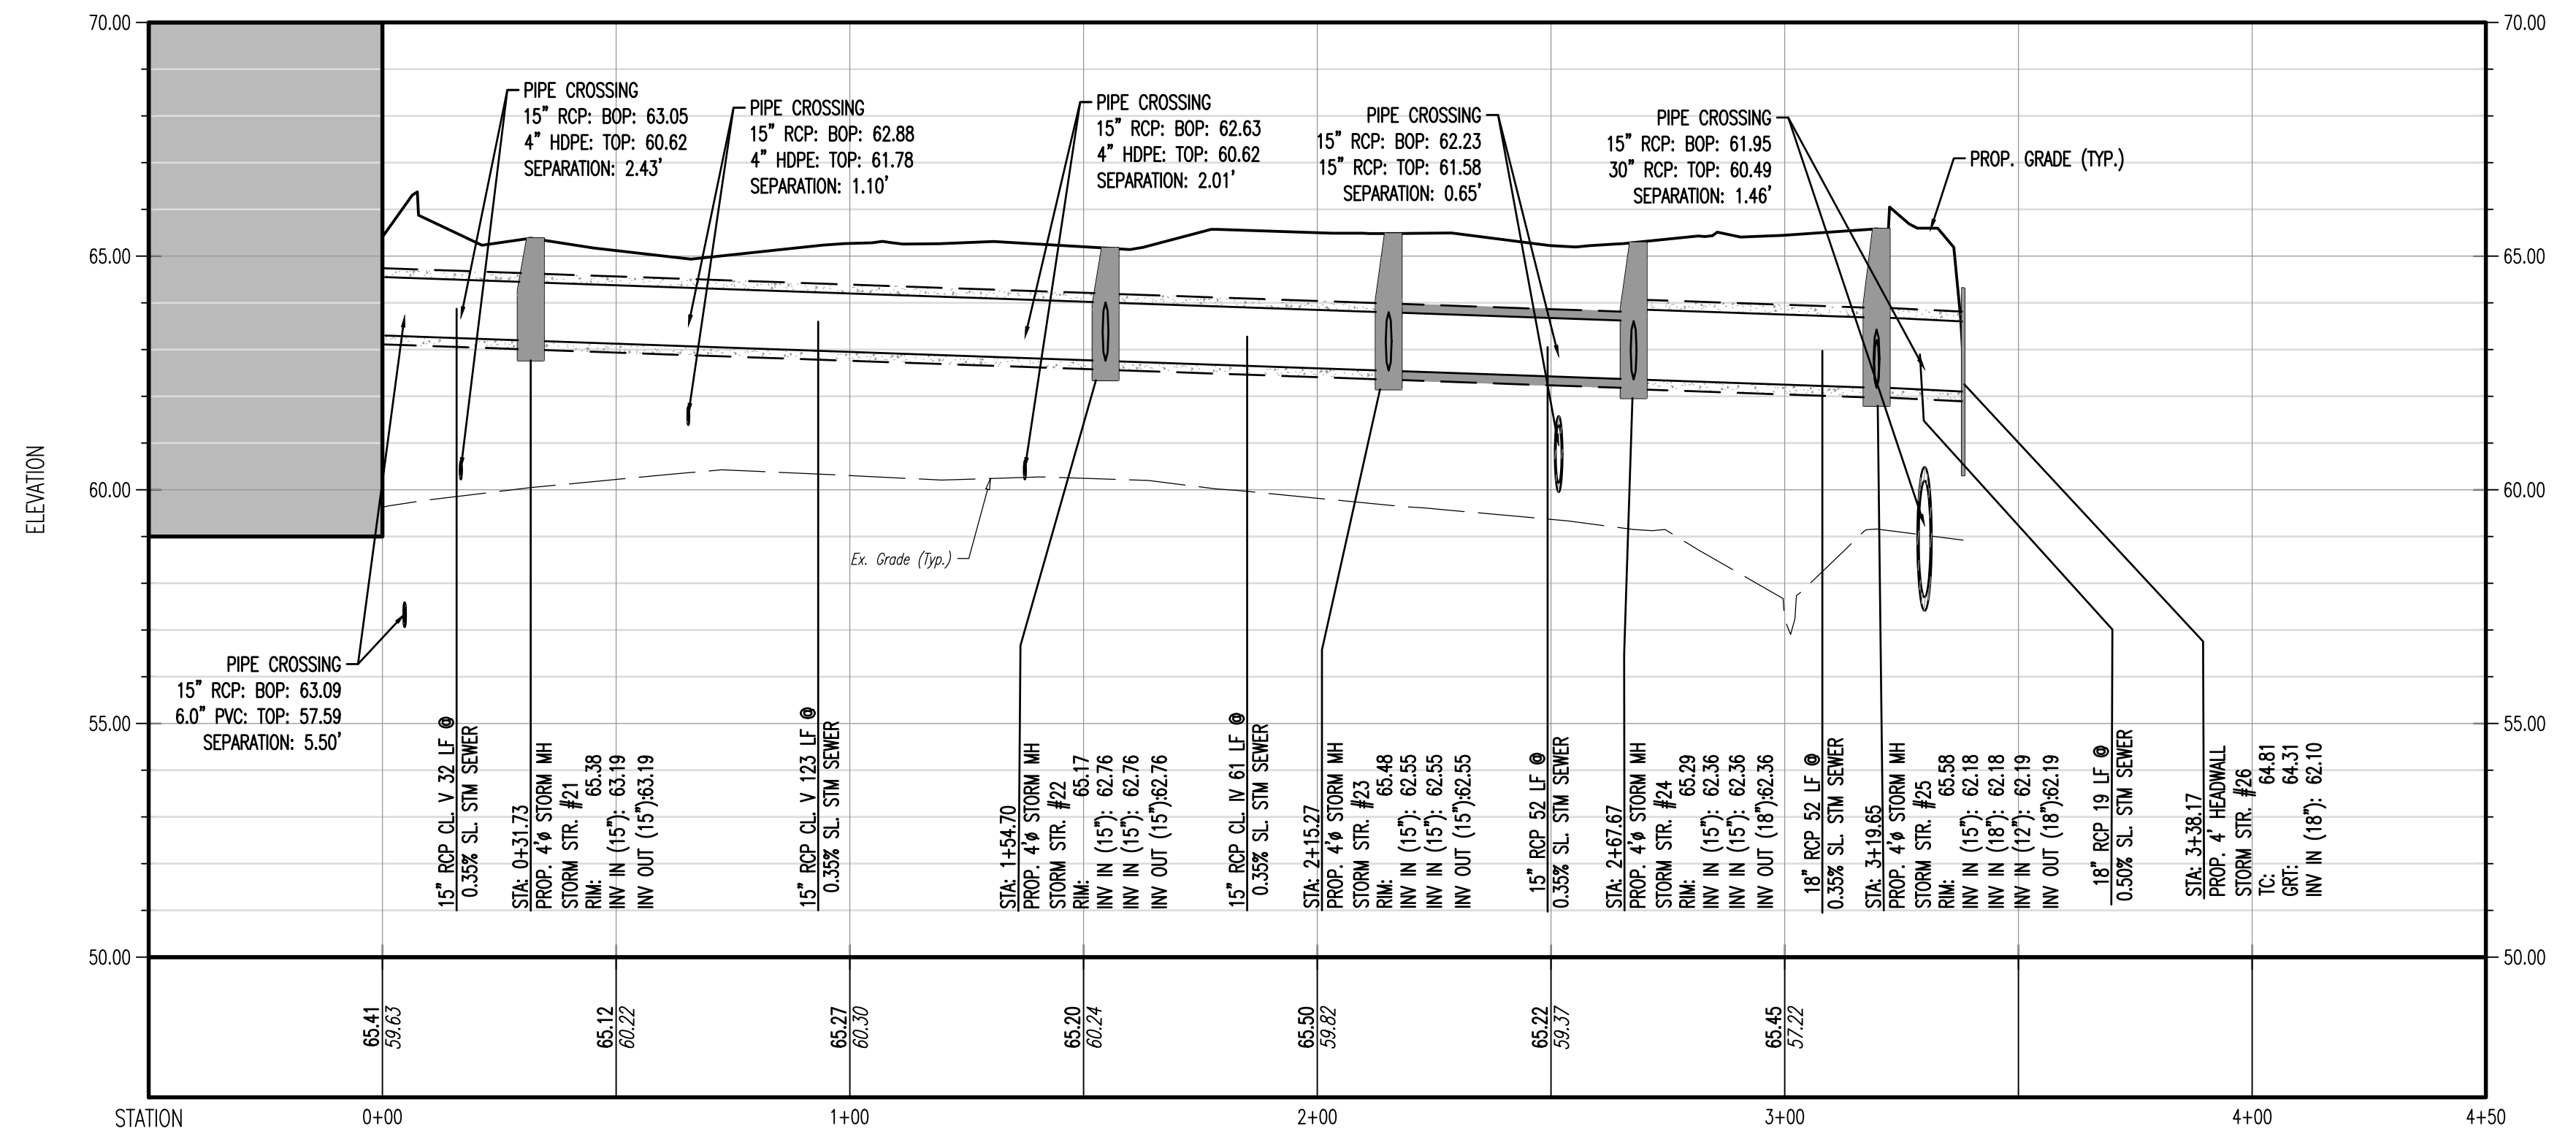 70.00
70.00
PIPE CROSSING
15" RCP: BOP: 63.05
4" HDPE: TOP: 60.62
SEPARATION: 2.43'
PIPE CROSSING
15" RCP: BOP: 62.88
4" HDPE: TOP: 61.78
SEPARATION: 1.10'
PIPE CROSSING
15" RCP: BOP: 62.63
4" HDPE: TOP: 60.62
SEPARATION: 2.01'
PIPE CROSSING
15" RCP: BOP: 62.23
15" RCP: TOP: 61.58
SEPARATION: 0.65'
PIPE CROSSING
15" RCP: BOP: 61.95
30" RCP: TOP: 60.49
SEPARATION: 1.46'
PROP. GRADE (TYP.)
65.00
65.00
ELEVATION
60.00
60.00
Ex. Grade (Typ.)
PIPE CROSSING
15" RCP: BOP: 63.09
6.0" PVC: TOP: 57.59
SEPARATION: 5.50'
55.00
55.00
15" RCP CL. V 32 LF @
0.35% SL. STM SEWER
STA: 0+31.73
PROP. 4'ø STORM MH
STORM STR. #21
RIM: 65.38
INV IN (15"): 63.19
INV OUT (15"):63.19
15" RCP CL. V 123 LF @
0.35% SL. STM SEWER
STA: 1+54.70
PROP. 4'ø STORM MH
STORM STR. #22
RIM: 65.17
INV IN (15"): 62.76
INV IN (15"): 62.76
INV OUT (15"):62.76
15" RCP CL. IV 61 LF @
0.35% SL. STM SEWER
STA: 2+15.27
PROP. 4'ø STORM MH
STORM STR. #23
RIM: 65.48
INV IN (15"): 62.55
INV IN (15"): 62.55
INV OUT (15"):62.55
15" RCP 52 LF @
0.35% SL. STM SEWER
STA: 2+67.67
PROP. 4'ø STORM MH
STORM STR. #24
RIM: 65.29
INV IN (15"): 62.36
INV IN (15"): 62.36
INV OUT (18"):62.36
18" RCP 52 LF @
0.35% SL. STM SEWER
STA: 3+19.65
PROP. 4'ø STORM MH
STORM STR. #25
RIM: 65.58
INV IN (15"): 62.18
INV IN (18"): 62.18
INV IN (12"): 62.19
INV OUT (18"):62.19
18" RCP 19 LF @
0.50% SL. STM SEWER
STA: 3+38.17
PROP. 4' HEADWALL
STORM STR. #26
TC: 64.81
GRT: 64.31
INV IN (18"): 62.10
50.00
50.00
65.41
59.63
65.12
60.22
65.27
60.30
65.20
60.24
65.50
59.82
65.22
59.37
65.45
57.22
STATION
0+00
1+00
2+00
3+00
4+00
4+50